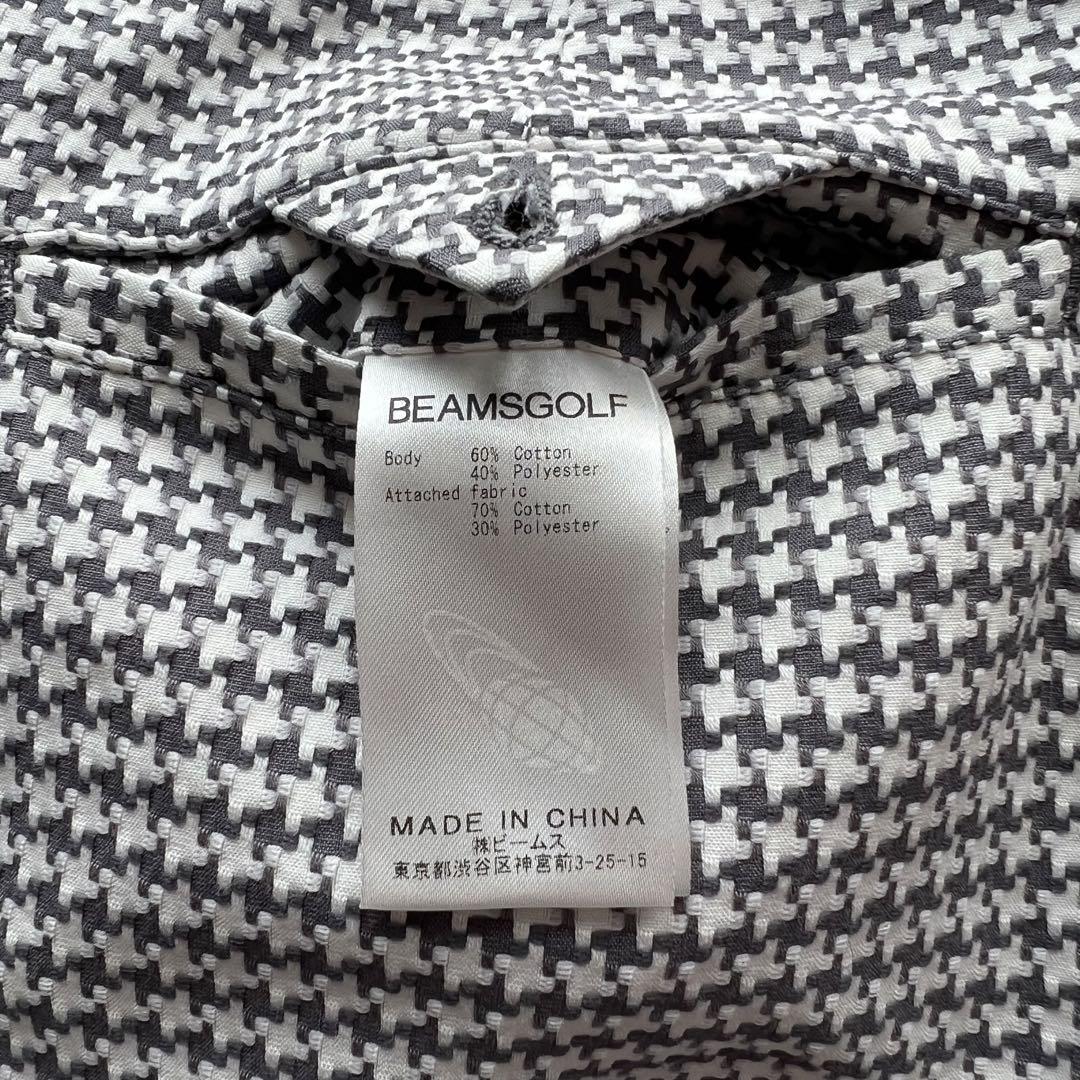 BEAMSGOLF
Body 60% Cotton
40% Polyester
Attached fabric
70% Cotton
30% Polyester
MADE IN CHINA
㈱ビームス
東京都渋谷区神宮前3-25-15